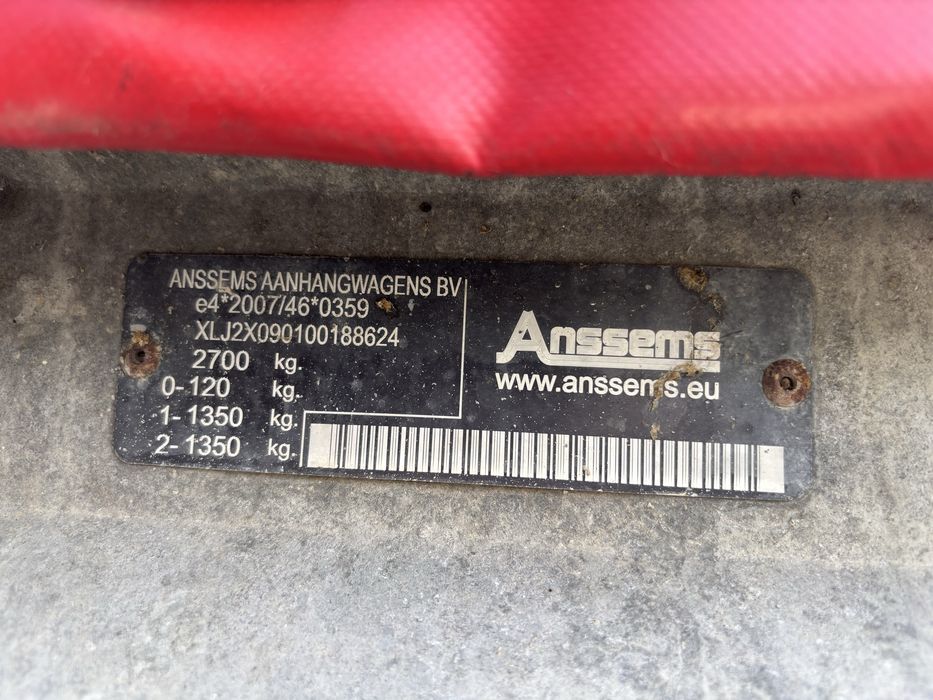 ANSSEMS AANHANGWAGENS BV
e4*2007/46*0359
XLJ2X090100188624
2700 kg.
0-120 kg.
1-1350 kg.
2-1350 kg.
Anssems
www.anssems.eu